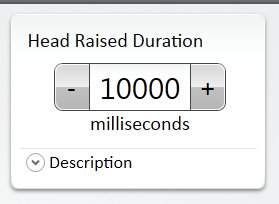 Head Raised Duration
- 10000 +
milliseconds
Description